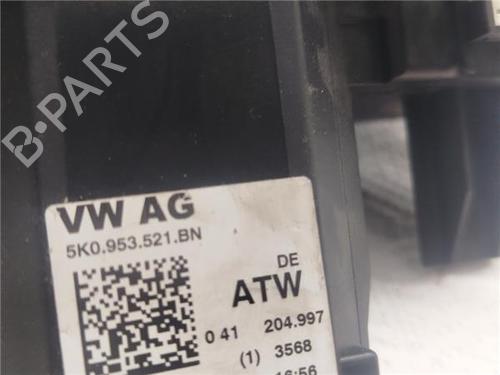 B-PARTS
VW AG
5K0.953.521.BN
DE
ATW
0 41 204.997
(1) 3568
16:56